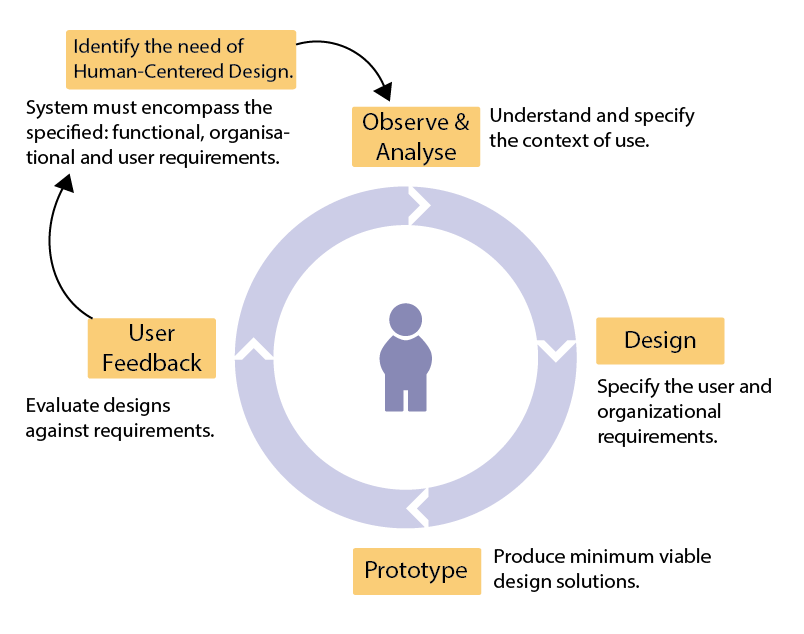 Identify the need of
Human-Centered Design.
System must encompass the
specified: functional, organisa-
tional and user requirements.
Observe &
Analyse
Understand and specify
the context of use.
User
Feedback
Evaluate designs
against requirements.
Design
Specify the user and
organizational
requirements.
Prototype
Produce minimum viable
design solutions.